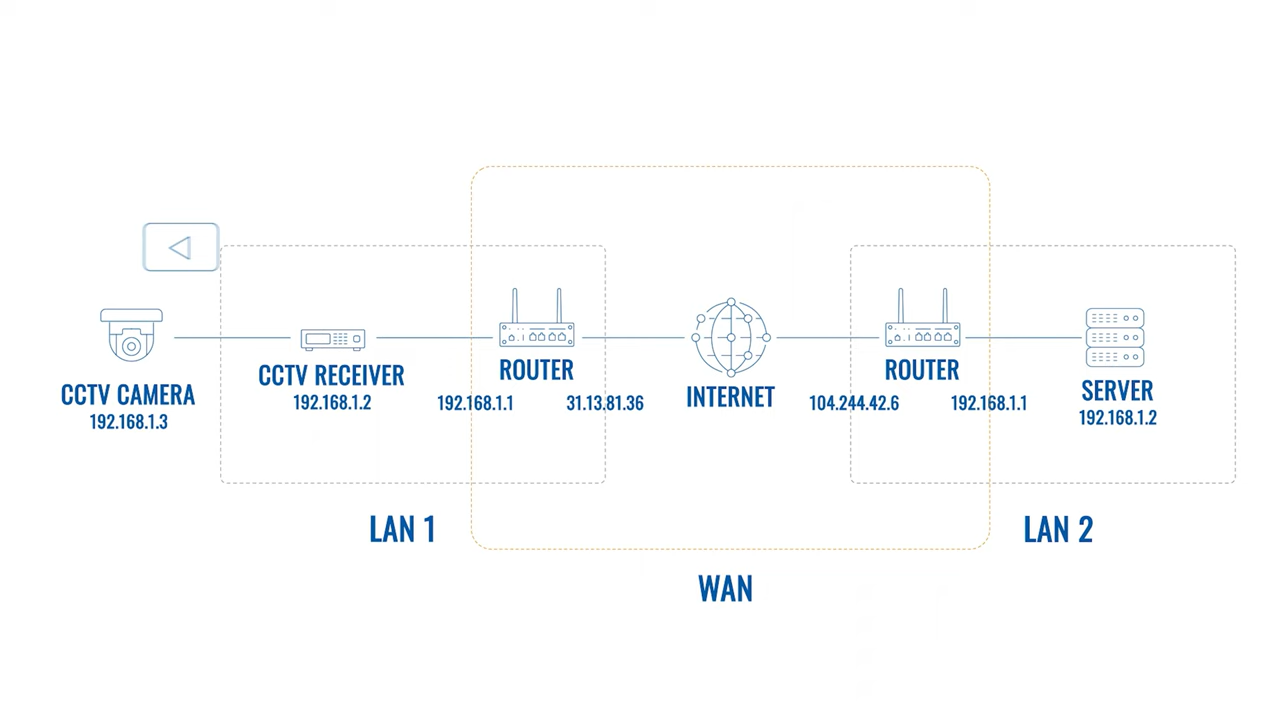 CCTV CAMERA
192.168.1.3
CCTV RECEIVER
192.168.1.2
ROUTER
192.168.1.1
31.13.81.36
INTERNET
ROUTER
104.244.42.6
192.168.1.1
SERVER
192.168.1.2
LAN 1
LAN 2
WAN